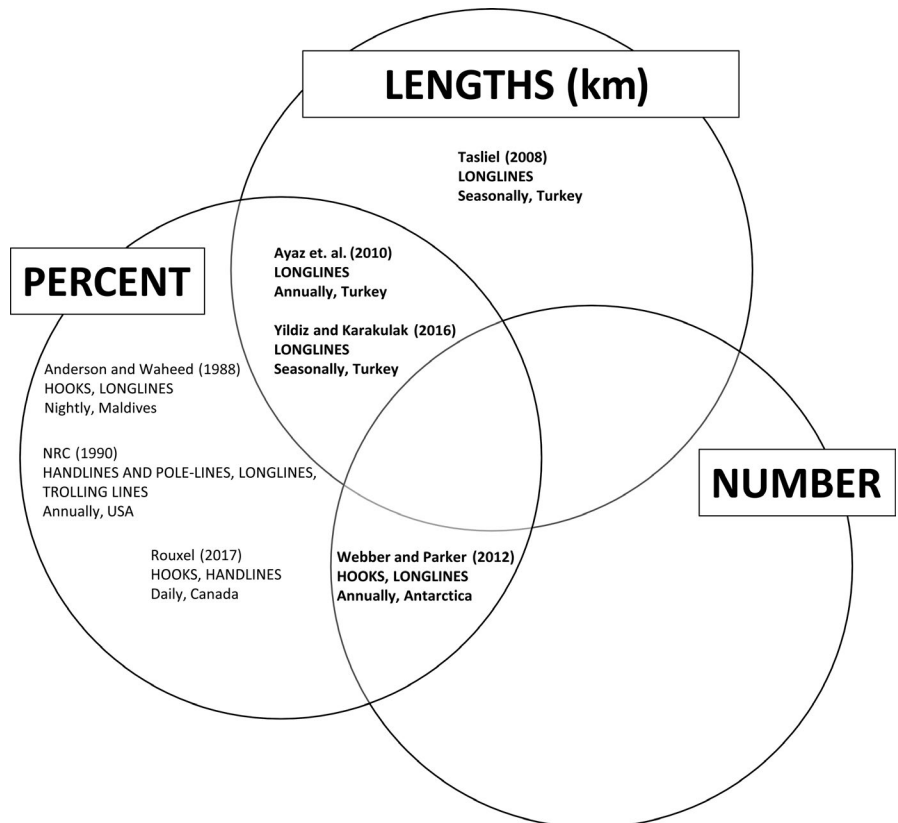 LENGTHS (km)
Tasliel (2008)
LONGLINES
Seasonally, Turkey
PERCENT
Ayaz et. al. (2010)
LONGLINES
Annually, Turkey
Yildiz and Karakulak (2016)
LONGLINES
Seasonally, Turkey
Anderson and Waheed (1988)
HOOKS, LONGLINES
Nightly, Maldives
NRC (1990)
HANDLINES AND POLE-LINES, LONGLINES,
TROLLING LINES
Annually, USA
NUMBER
Rouxel (2017)
HOOKS, HANDLINES
Daily, Canada
Webber and Parker (2012)
HOOKS, LONGLINES
Annually, Antarctica